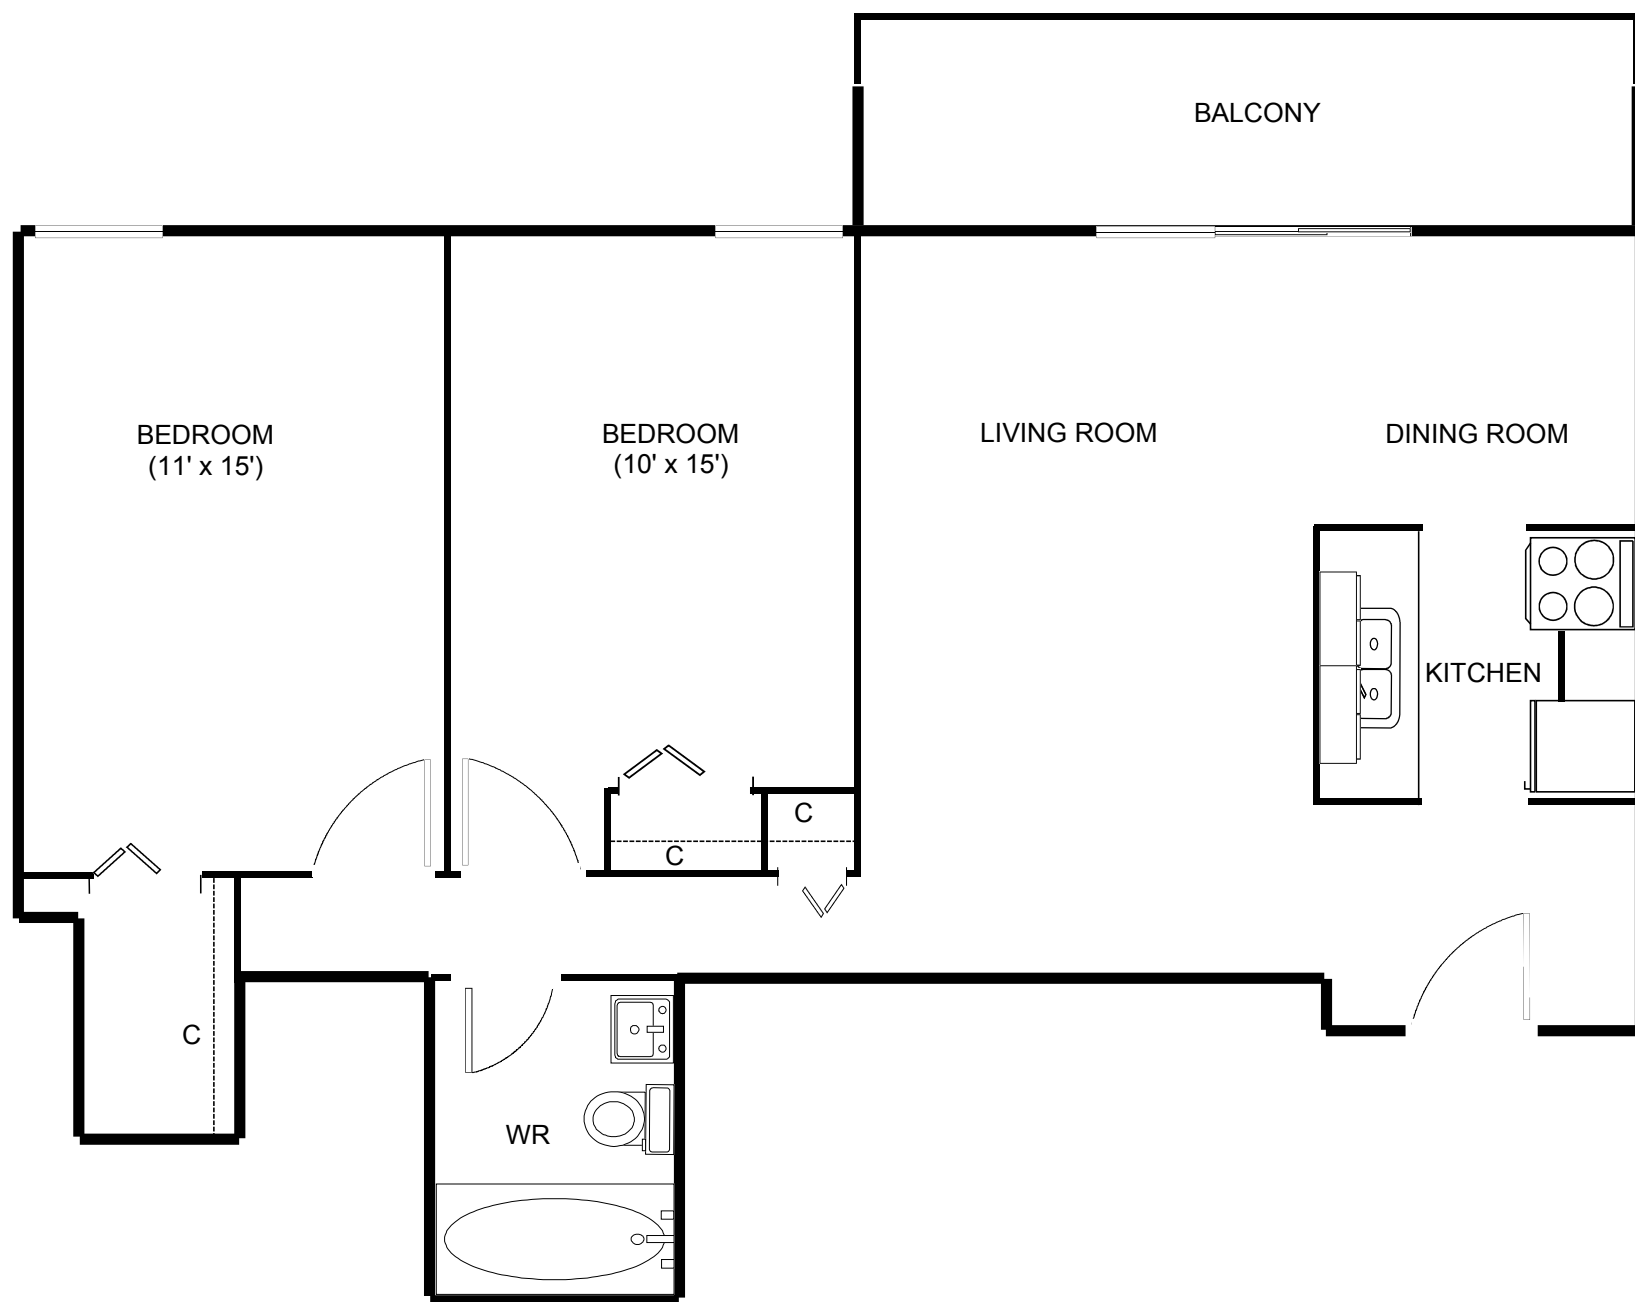 BALCONY
BEDROOM
(11' x 15')
BEDROOM
(10' x 15')
LIVING ROOM
DINING ROOM
KITCHEN
C
C
C
WR